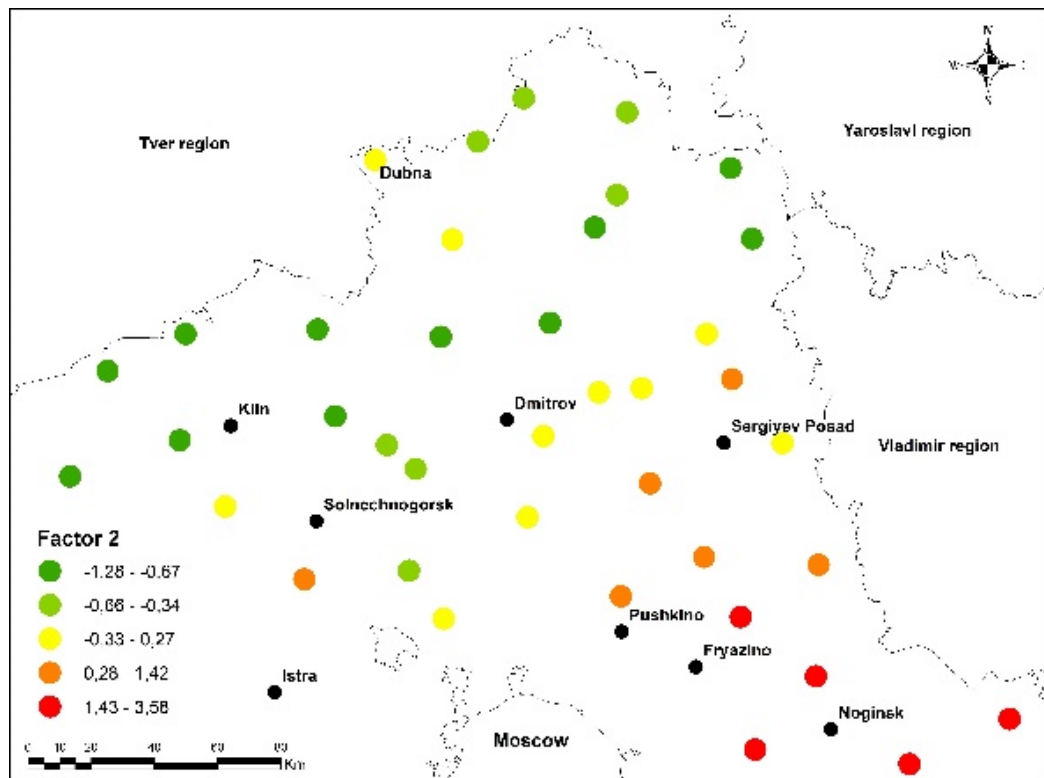 N
Tver region
Yaroslavl region
Dubna
Klin
Dmitrov
Sergiyev Posad
Vladimir region
Solnechnogorsk
Factor 2
-1,28 - -0,67
-0,66 - -0,34
-0,33 - 0,27
0,28 1,42
1,43 - 3,58
Pushkino
Fryazino
Istra
Noginsk
Moscow
0 10 20 40 60 80
Km